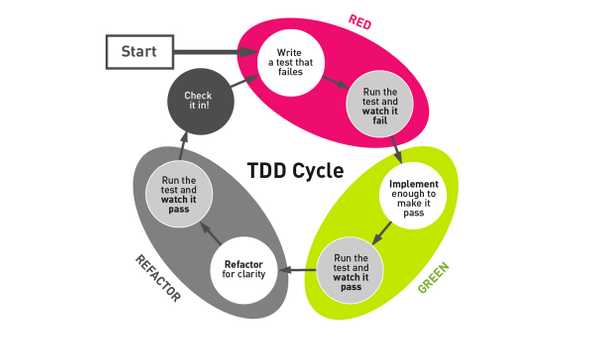 RED
Start
Write
a test that
failes
Check
it in!
Run the
test and
watch it
fail
TDD Cycle
Implement
enough to
make it
pass
Run the
test and
watch it
pass
GREEN
Refactor
for clarity
Run the
test and
watch it
pass
REFACTOR